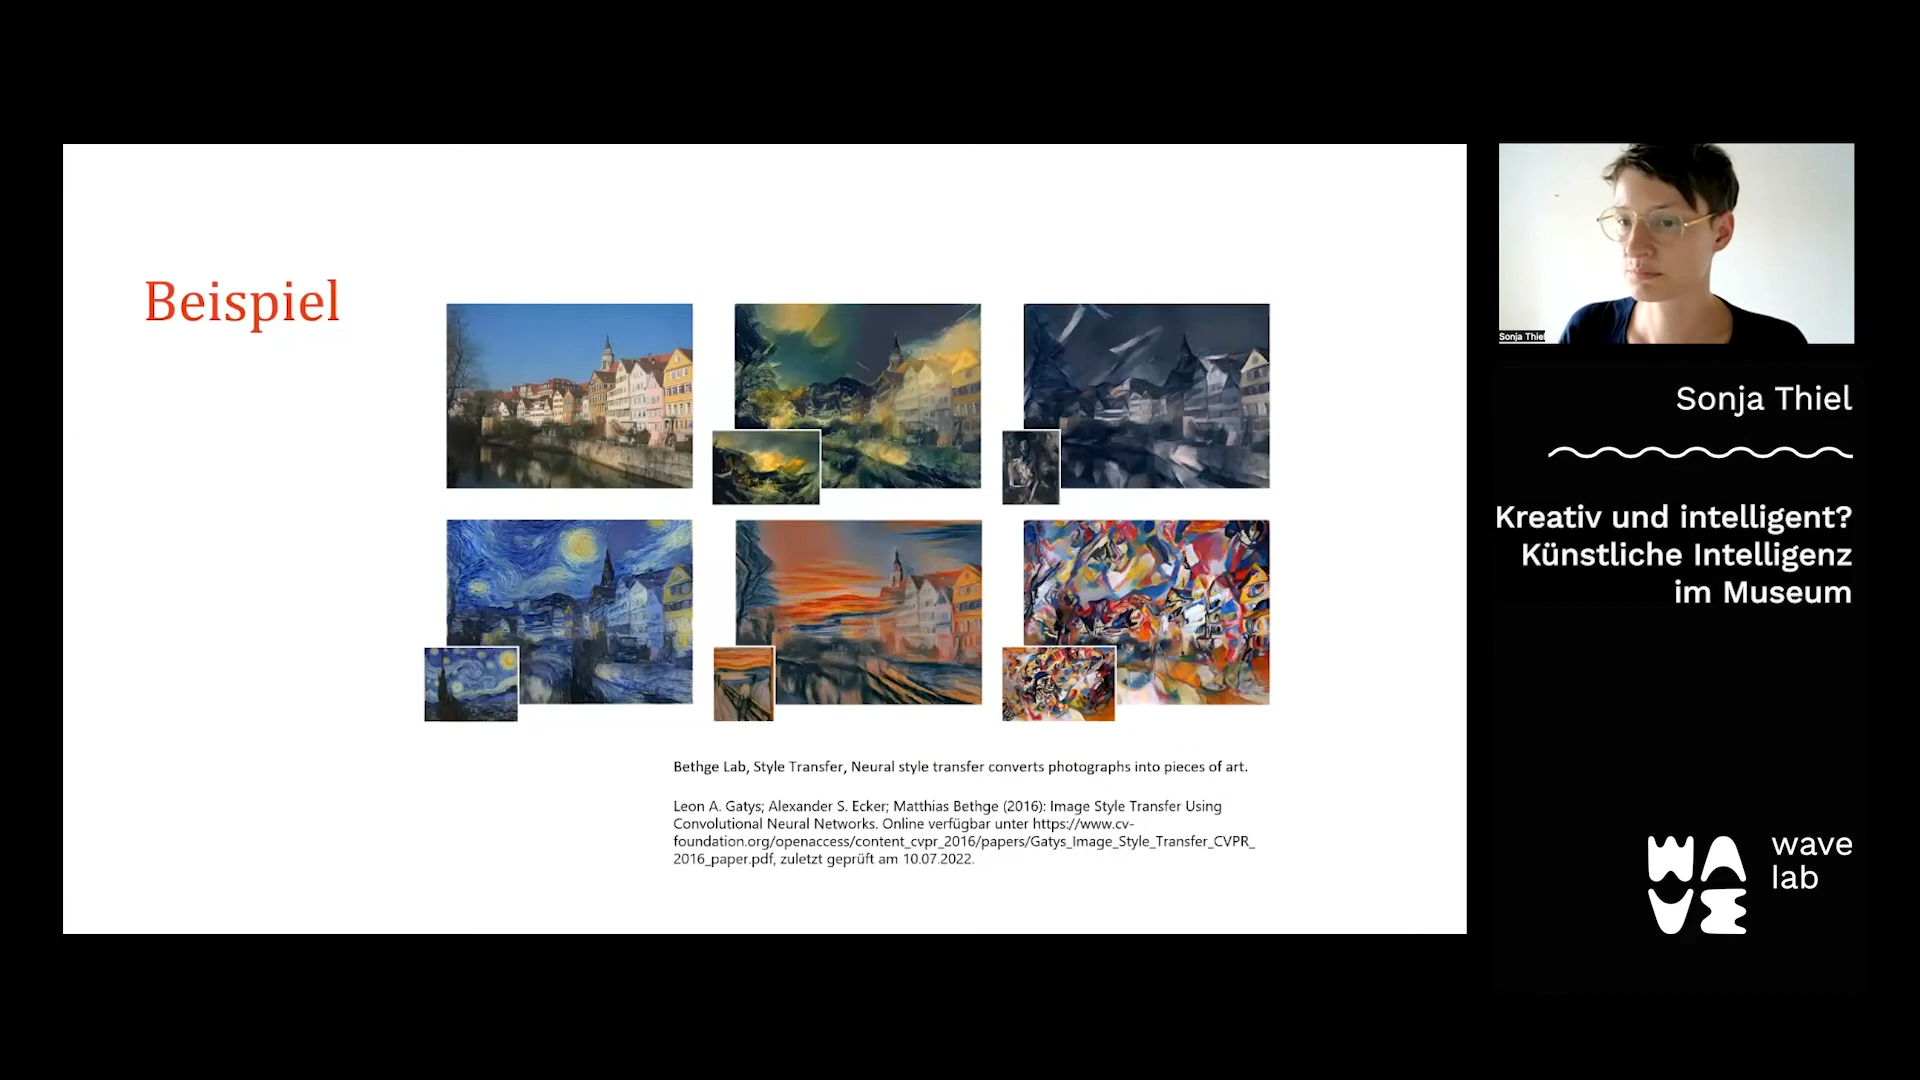 Beispiel
Bethge Lab, Style Transfer, Neural style transfer converts photographs into pieces of art.
Leon A. Gatys; Alexander S. Ecker; Matthias Bethge (2016): Image Style Transfer Using
Convolutional Neural Networks. Online verfügbar unter https://www.cv-
foundation.org/openaccess/content_cvpr_2016/papers/Gatys_Image_Style_Transfer_CVPR_
2016_paper.pdf, zuletzt geprüft am 10.07.2022.
Sonja Thiel
Sonja Thiel
Kreativ und intelligent?
Künstliche Intelligenz
im Museum
WAVE
wave
lab